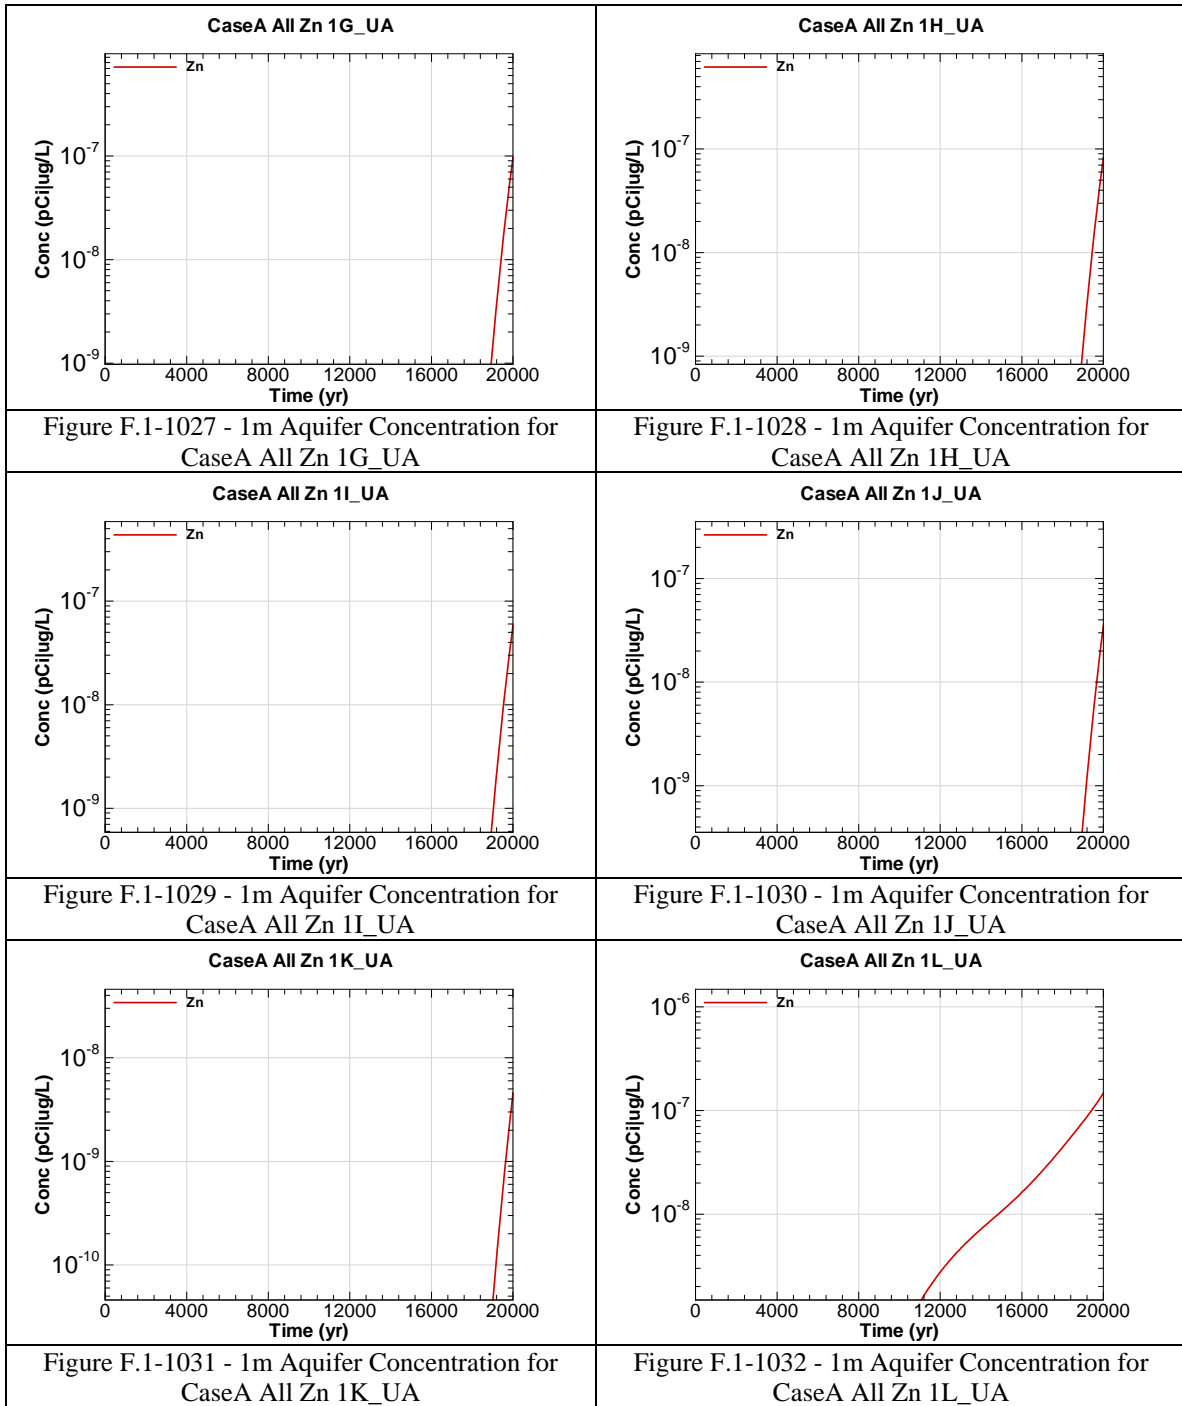 CaseA All Zn 1G_UA
Zn
Conc (pCi|ug/L)
10-7
10-8
10-9
0 4000 8000 12000 16000 20000
Time (yr)
Figure F.1-1027 - 1m Aquifer Concentration for
CaseA All Zn 1G_UA
CaseA All Zn 1H_UA
Zn
Conc (pCi|ug/L)
10-7
10-8
10-9
0 4000 8000 12000 16000 20000
Time (yr)
Figure F.1-1028 - 1m Aquifer Concentration for
CaseA All Zn 1H_UA
CaseA All Zn 1I_UA
Zn
Conc (pCi|ug/L)
10-7
10-8
10-9
0 4000 8000 12000 16000 20000
Time (yr)
Figure F.1-1029 - 1m Aquifer Concentration for
CaseA All Zn 1I_UA
CaseA All Zn 1J_UA
Zn
Conc (pCi|ug/L)
10-7
10-8
10-9
0 4000 8000 12000 16000 20000
Time (yr)
Figure F.1-1030 - 1m Aquifer Concentration for
CaseA All Zn 1J_UA
CaseA All Zn 1K_UA
Zn
Conc (pCi|ug/L)
10-8
10-9
10-10
0 4000 8000 12000 16000 20000
Time (yr)
Figure F.1-1031 - 1m Aquifer Concentration for
CaseA All Zn 1K_UA
CaseA All Zn 1L_UA
Zn
Conc (pCi|ug/L)
10-6
10-7
10-8
0 4000 8000 12000 16000 20000
Time (yr)
Figure F.1-1032 - 1m Aquifer Concentration for
CaseA All Zn 1L_UA